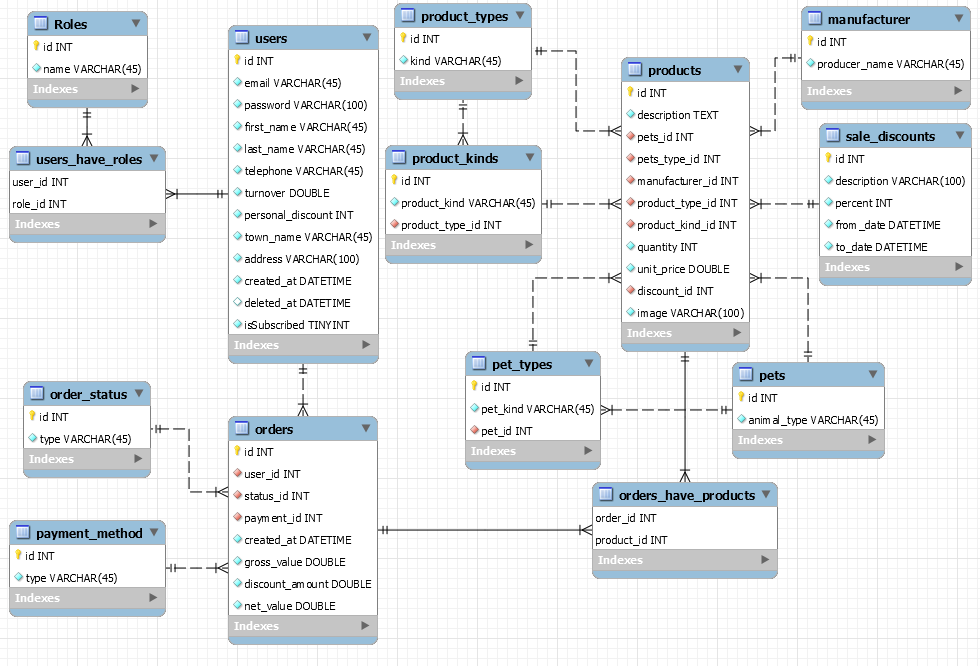 Roles
id INT
name VARCHAR(45)
Indexes
users_have_roles
user_id INT
role_id INT
Indexes
users
id INT
email VARCHAR(45)
password VARCHAR(100)
first_name VARCHAR(45)
last_name VARCHAR(45)
telephone VARCHAR(45)
turnover DOUBLE
personal_discount INT
town_name VARCHAR(45)
address VARCHAR(100)
created_at DATETIME
deleted_at DATETIME
isSubscribed TINYINT
Indexes
product_types
id INT
kind VARCHAR(45)
Indexes
product_kinds
id INT
product_kind VARCHAR(45)
product_type_id INT
Indexes
products
id INT
description TEXT
pets_id INT
pets_type_id INT
manufacturer_id INT
product_type_id INT
product_kind_id INT
quantity INT
unit_price DOUBLE
discount_id INT
image VARCHAR(100)
Indexes
manufacturer
id INT
producer_name VARCHAR(45)
Indexes
sale_discounts
id INT
description VARCHAR(100)
percent INT
from_date DATETIME
to_date DATETIME
Indexes
order_status
id INT
type VARCHAR(45)
Indexes
payment_method
id INT
type VARCHAR(45)
Indexes
orders
id INT
user_id INT
status_id INT
payment_id INT
created_at DATETIME
gross_value DOUBLE
discount_amount DOUBLE
net_value DOUBLE
Indexes
pet_types
id INT
pet_kind VARCHAR(45)
pet_id INT
Indexes
pets
id INT
animal_type VARCHAR(45)
Indexes
orders_have_products
order_id INT
product_id INT
Indexes